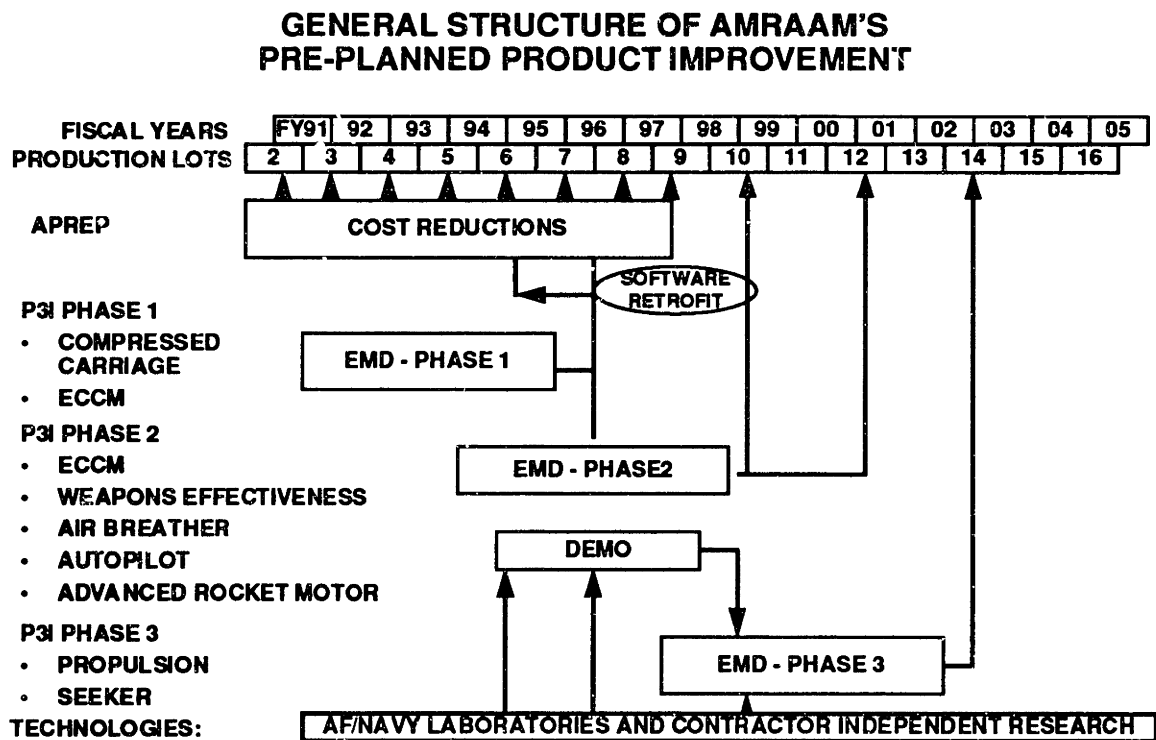 GENERAL STRUCTURE OF AMRAAM'S
PRE-PLANNED PRODUCT IMPROVEMENT
FISCAL YEARS FY91 92 93 94 95 96 97 98 99 00 01 02 03 04 05
PRODUCTION LOTS 2 3 4 5 6 7 8 9 10 11 12 13 14 15 16
APREP
COST REDUCTIONS
SOFTWARE
RETROFIT
P3I PHASE 1
• COMPRESSED
CARRIAGE
• ECCM
EMD - PHASE 1
P3I PHASE 2
• ECCM
• WEAPONS EFFECTIVENESS
• AIR BREATHER
• AUTOPILOT
• ADVANCED ROCKET MOTOR
EMD - PHASE2
DEMO
P3I PHASE 3
• PROPULSION
• SEEKER
EMD - PHASE 3
TECHNOLOGIES: AF/NAVY LABORATORIES AND CONTRACTOR INDEPENDENT RESEARCH